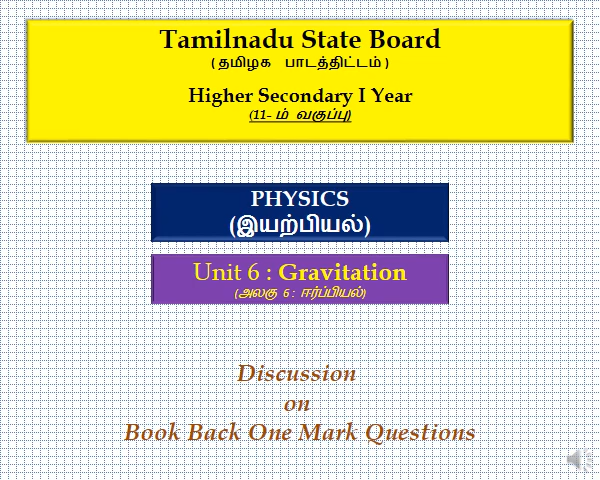 Tamilnadu State Board
( தமிழக பாடத்திட்டம் )
Higher Secondary I Year
(11- ம் வகுப்பு)
PHYSICS
(இயற்பியல்)
Unit 6 : Gravitation
(அலகு 6 : ஈர்ப்பியல்)
Discussion
on
Book Back One Mark Questions